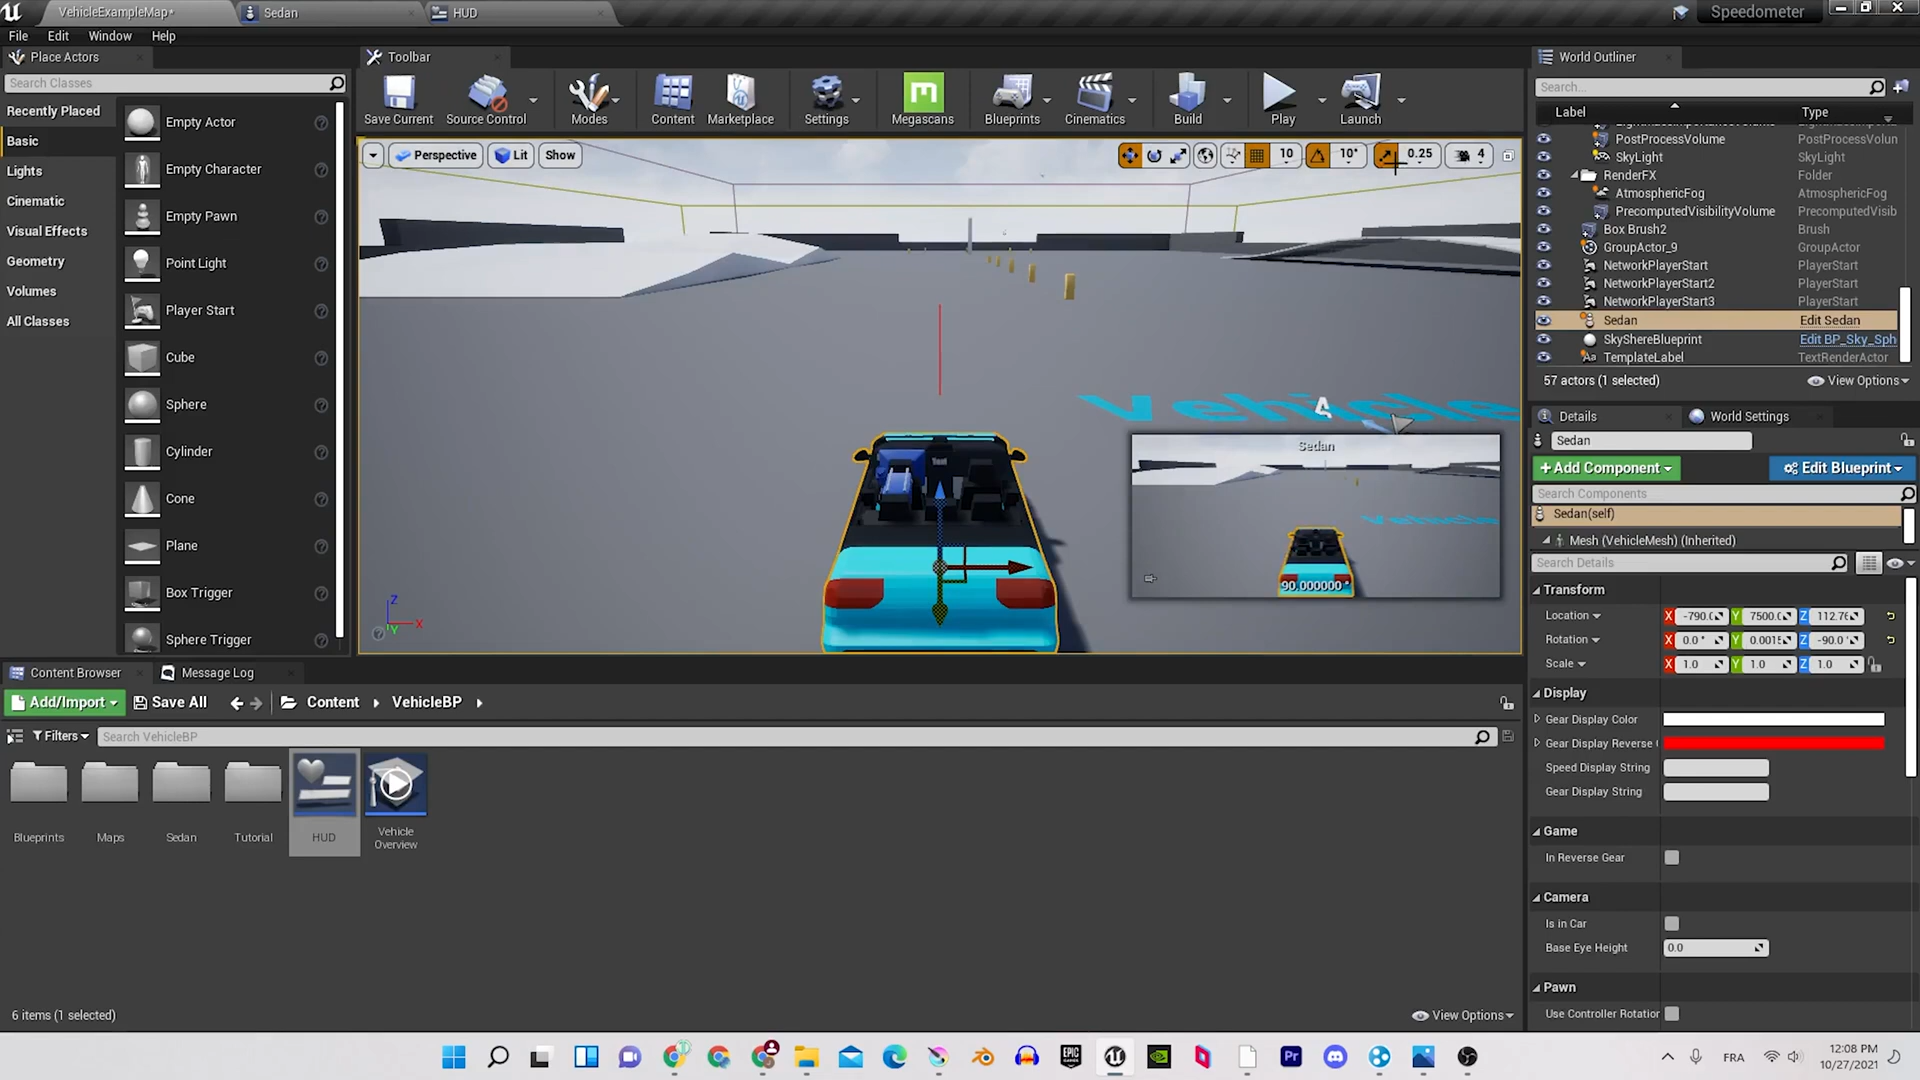 VehicleExampleMap*
Sedan
HUD
Speedometer
File Edit Window Help
Place Actors
Search Classes
Recently Placed
Basic
Lights
Cinematic
Visual Effects
Geometry
Volumes
All Classes
Empty Actor
Empty Character
Empty Pawn
Point Light
Player Start
Cube
Sphere
Cylinder
Cone
Plane
Box Trigger
Sphere Trigger
Toolbar
Save Current
Source Control
Modes
Content
Marketplace
Settings
Megascans
Blueprints
Cinematics
Build
Play
Launch
Perspective
Lit
Show
10
10°
0.25
4
Vehicle
Sedan
90.000000°
Z
X
Y
World Outliner
Search...
Label Type
PostProcessVolume PostProcessVolun
SkyLight SkyLight
RenderFX Folder
AtmosphericFog AtmosphericFog
PrecomputedVisibilityVolume PrecomputedVisib
Box Brush2 Brush
GroupActor_9 GroupActor
NetworkPlayerStart PlayerStart
NetworkPlayerStart2 PlayerStart
NetworkPlayerStart3 PlayerStart
Sedan Edit Sedan
SkyShereBlueprint Edit BP_Sky_Sph
TemplateLabel TextRenderActor
57 actors (1 selected)
View Options
Details
World Settings
Sedan
+Add Component
Edit Blueprint
Search Components
Sedan(self)
Mesh (VehicleMesh) (Inherited)
Search Details
Transform
Location X -790.0 Y 7500.0 Z 112.76
Rotation X 0.0 ° Y 0.0015 Z -90.0 °
Scale X 1.0 Y 1.0 Z 1.0
Display
Gear Display Color
Gear Display Reverse
Speed Display String
Gear Display String
Game
In Reverse Gear
Camera
Is in Car
Base Eye Height 0.0
Pawn
Use Controller Rotation
Content Browser
Message Log
Add/Import
Save All
Content
VehicleBP
Filters
Search VehicleBP
Blueprints
Maps
Sedan
Tutorial
HUD
Vehicle
Overview
6 items (1 selected)
View Options
EPIC
GAMES
Pr
FRA
12:08 PM
10/27/2021